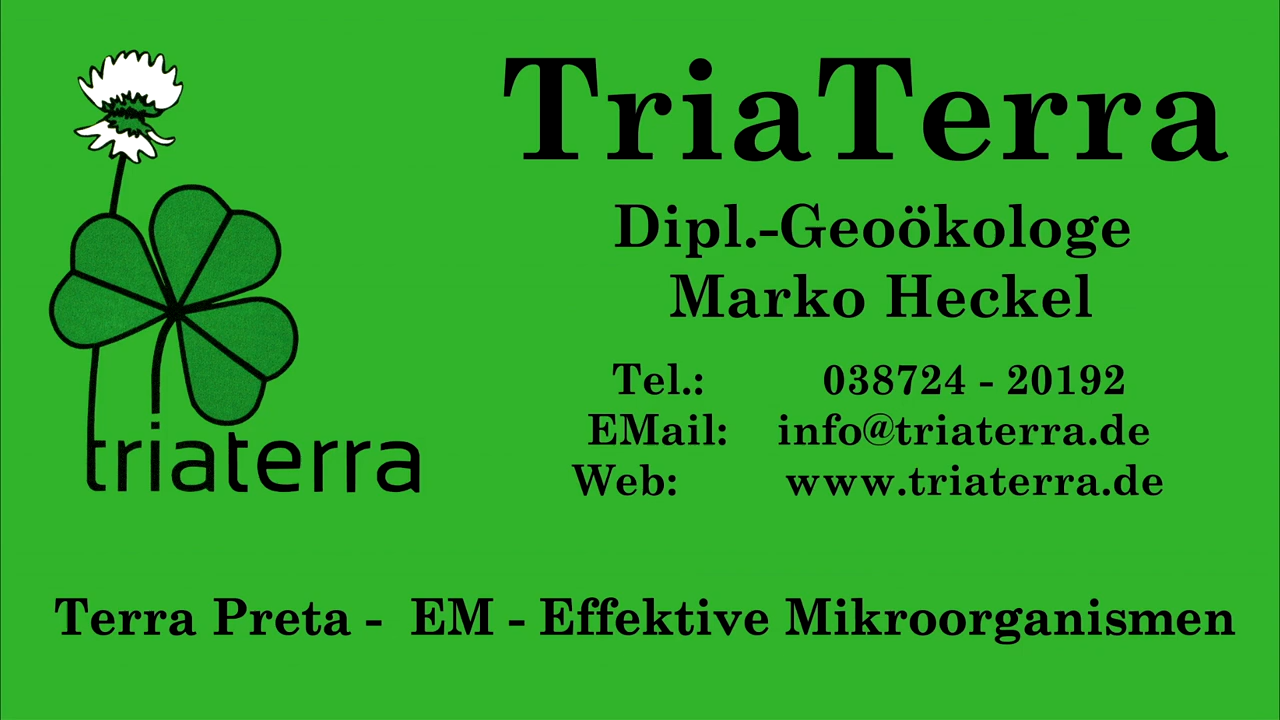 TriaTerra
Dipl.-Geoökologe
Marko Heckel
Tel.: 038724 - 20192
EMail: info@triaterra.de
Web: www.triaterra.de
triaterra
Terra Preta - EM - Effektive Mikroorganismen